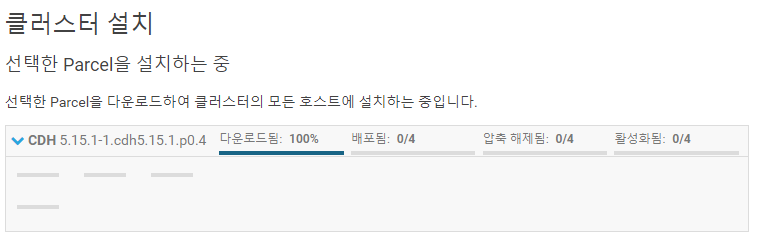 클러스터 설치
선택한 Parcel을 설치하는 중
선택한 Parcel을 다운로드하여 클러스터의 모든 호스트에 설치하는 중입니다.
CDH 5.15.1-1.cdh5.15.1.p0.4 다운로드됨: 100% 배포됨: 0/4 압축 해제됨: 0/4 활성화됨: 0/4